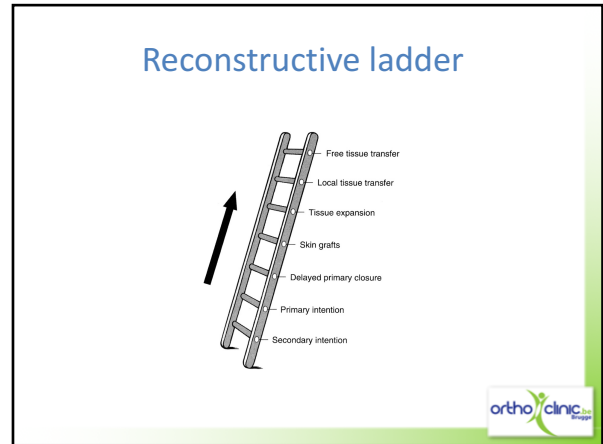 Reconstructive ladder
Free tissue transfer
Local tissue transfer
Tissue expansion
Skin grafts
Delayed primary closure
Primary intention
Secondary intention
ortho clinic.be
Brugge